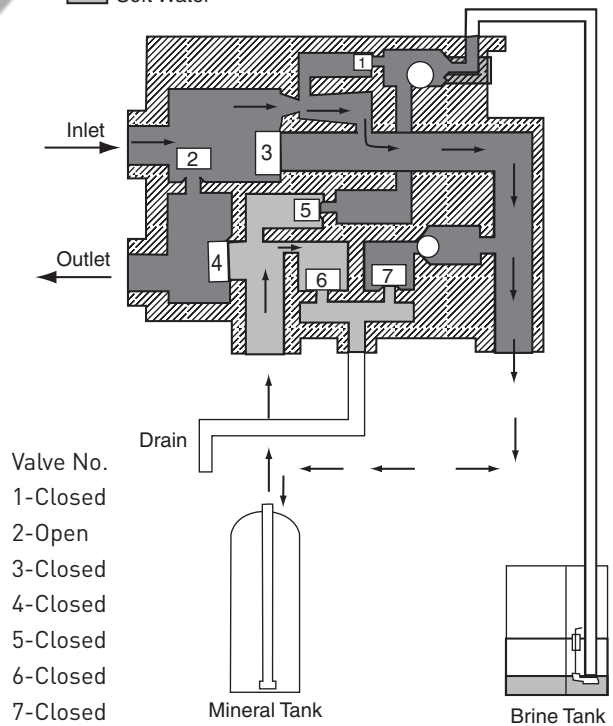 Soft Water
1
Inlet
2
3
5
Outlet
4
6
7
Drain
Valve No.
1-Closed
2-Open
3-Closed
4-Closed
5-Closed
6-Closed
7-Closed
Mineral Tank
Brine Tank